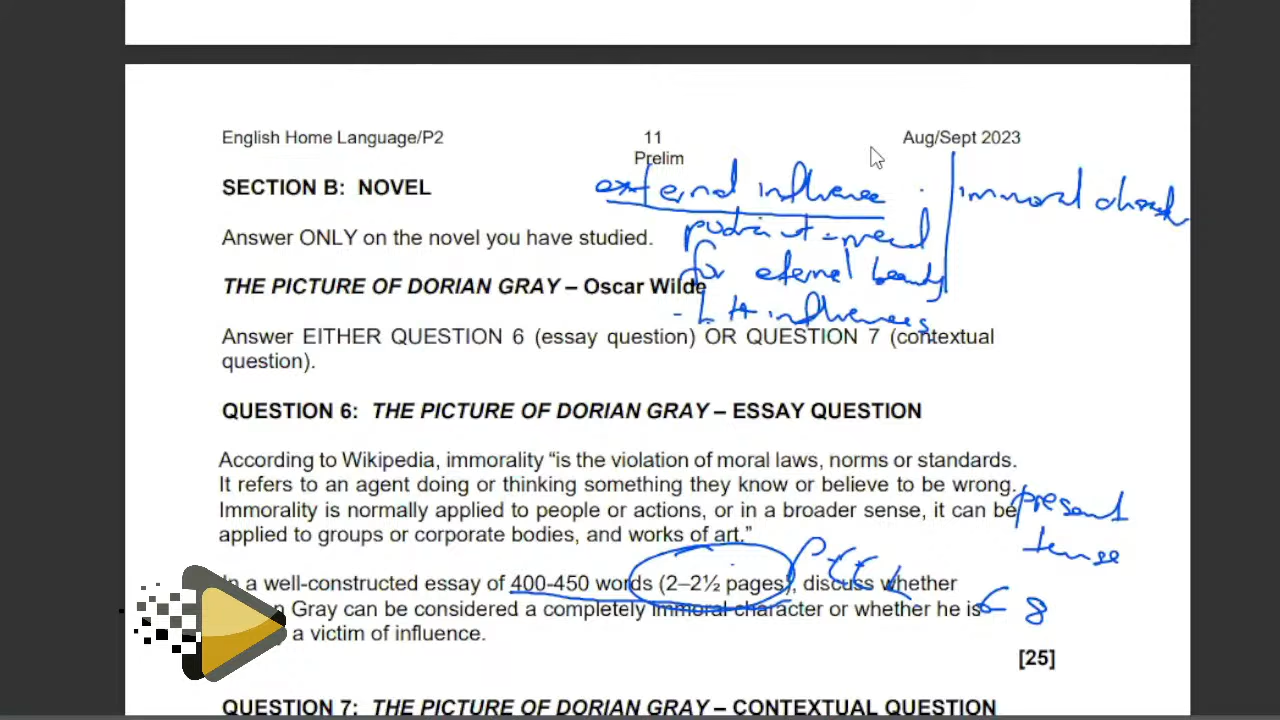 English Home Language/P2 11 Aug/Sept 2023
Prelim
SECTION B: NOVEL
external influence
immoral
Answer ONLY on the novel you have studied.
for eternal beauty
THE PICTURE OF DORIAN GRAY – Oscar Wilde
influences
Answer EITHER QUESTION 6 (essay question) OR QUESTION 7 (contextual
question).
QUESTION 6: THE PICTURE OF DORIAN GRAY – ESSAY QUESTION
According to Wikipedia, immorality “is the violation of moral laws, norms or standards.
It refers to an agent doing or thinking something they know or believe to be wrong.
Immorality is normally applied to people or actions, or in a broader sense, it can be
applied to groups or corporate bodies, and works of art.”
present
tense
In a well-constructed essay of 400-450 words (2–2½ pages), discuss whether
Gray can be considered a completely immoral character or whether he is
8
a victim of influence.
[25]
QUESTION 7: THE PICTURE OF DORIAN GRAY – CONTEXTUAL QUESTION